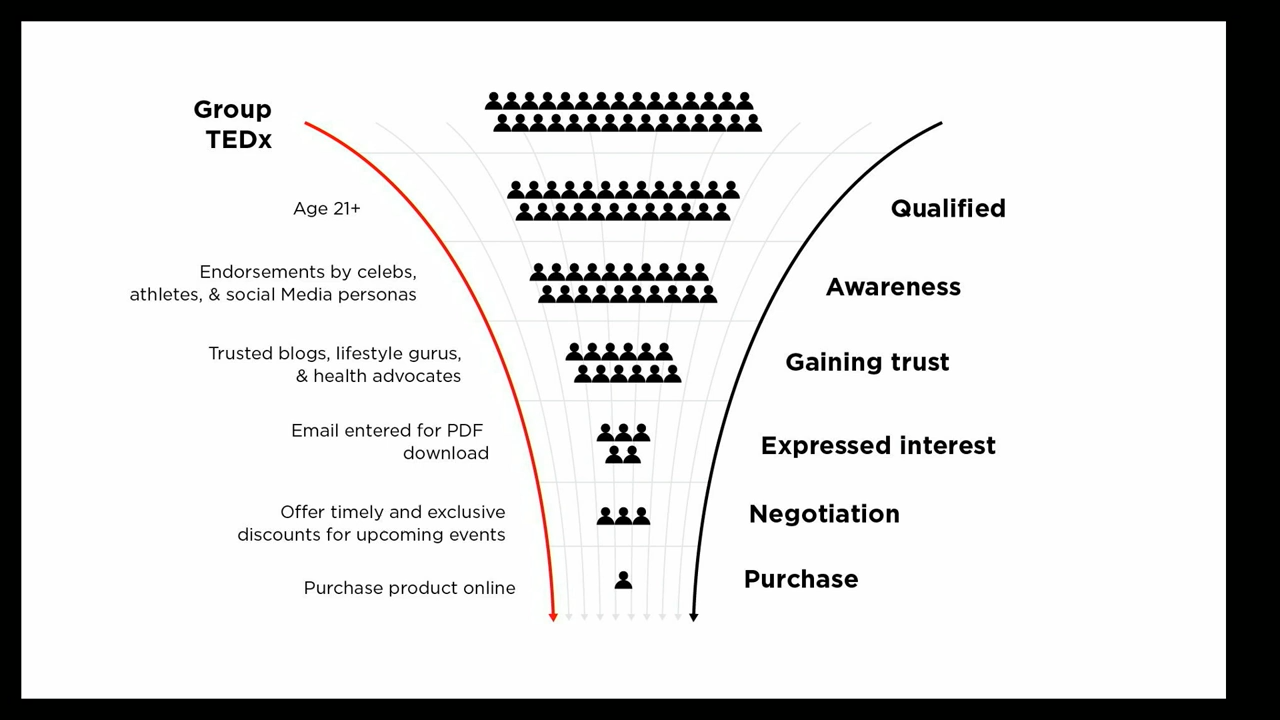 Group
TEDx
Age 21+
Qualified
Endorsements by celebs,
athletes, & social Media personas
Awareness
Trusted blogs, lifestyle gurus,
& health advocates
Gaining trust
Email entered for PDF
download
Expressed interest
Offer timely and exclusive
discounts for upcoming events
Negotiation
Purchase product online
Purchase